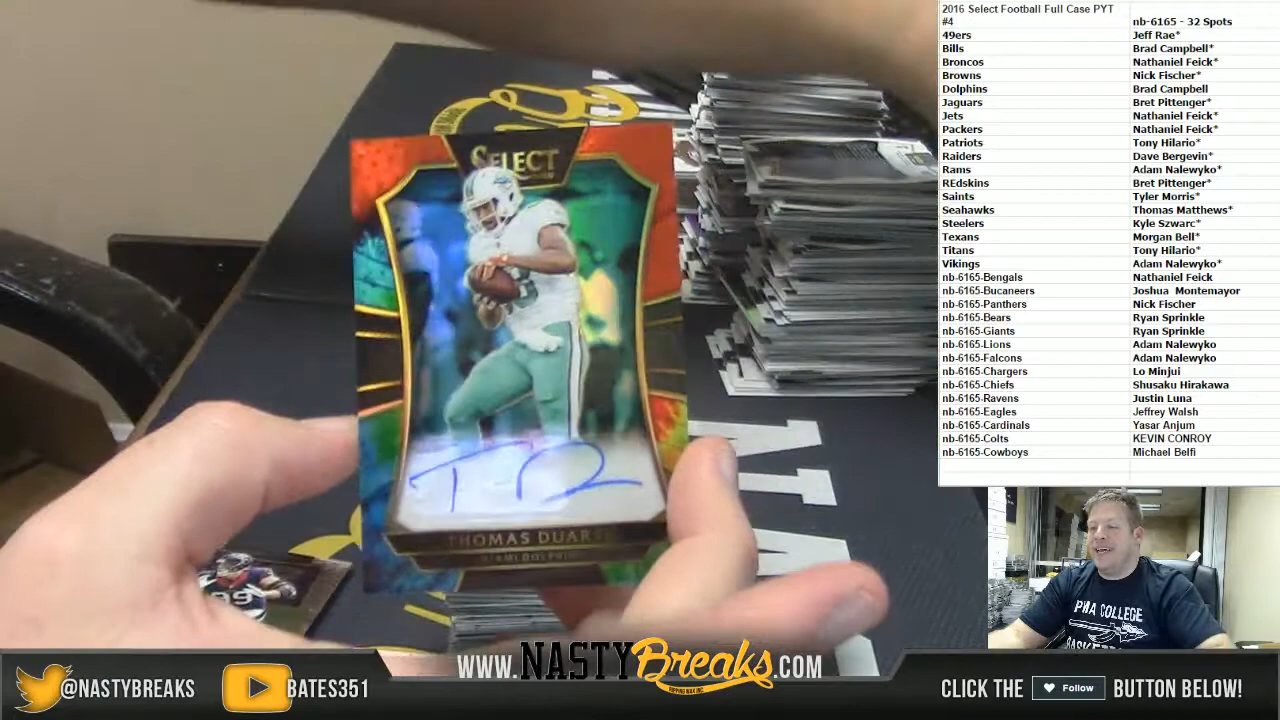 2016 Select Football Full Case PYT
#4 nb-6165 - 32 Spots
49ers Jeff Rae*
Bills Brad Campbell*
Broncos Nathaniel Feick*
Browns Nick Fischer*
Dolphins Brad Campbell
Jaguars Bret Pittenger*
Jets Nathaniel Feick*
Packers Nathaniel Feick*
Patriots Tony Hilario*
Raiders Dave Bergevin*
Rams Adam Nalewyko*
REdskins Bret Pittenger*
Saints Tyler Morris*
Seahawks Thomas Matthews*
Steelers Kyle Szwarc*
Texans Morgan Bell*
Titans Tony Hilario*
Vikings Adam Nalewyko*
nb-6165-Bengals Nathaniel Feick
nb-6165-Bucaneers Joshua Montemayor
nb-6165-Panthers Nick Fischer
nb-6165-Bears Ryan Sprinkle
nb-6165-Giants Ryan Sprinkle
nb-6165-Lions Adam Nalewyko
nb-6165-Falcons Adam Nalewyko
nb-6165-Chargers Lo Minjui
nb-6165-Chiefs Shusaku Hirakawa
nb-6165-Ravens Justin Luna
nb-6165-Eagles Jeffrey Walsh
nb-6165-Cardinals Yasar Anjum
nb-6165-Colts KEVIN CONROY
nb-6165-Cowboys Michael Belfi
SELECT
THOMAS DUARTE
MIAMI DOLPHINS
99
COLLEGE
WWW.NASTYBreaks.COM
RIPPING WAX INC.
@NASTYBREAKS
BATES351
CLICK THE Follow BUTTON BELOW!